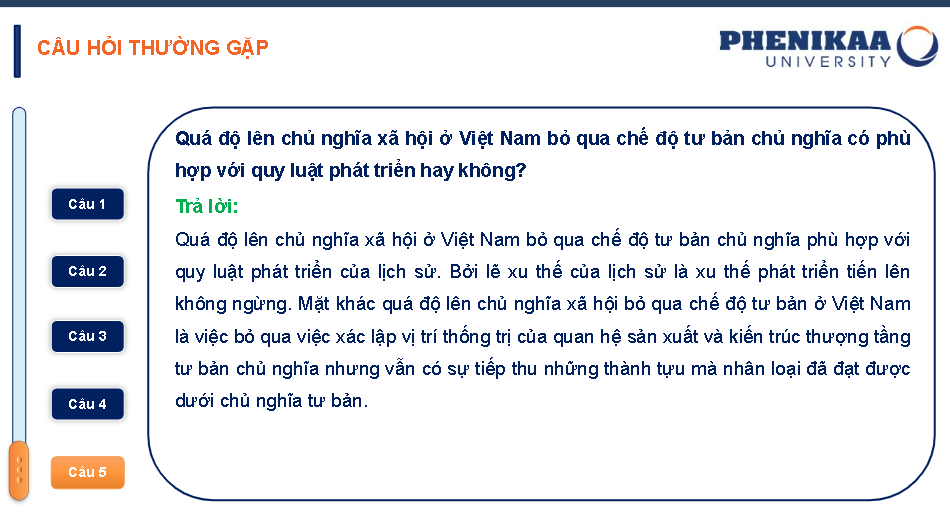 CÂU HỎI THƯỜNG GẶP
PHENIKAA
UNIVERSITY
Quá độ lên chủ nghĩa xã hội ở Việt Nam bỏ qua chế độ tư bản chủ nghĩa có phù
hợp với quy luật phát triển hay không?
Trả lời:
Quá độ lên chủ nghĩa xã hội ở Việt Nam bỏ qua chế độ tư bản chủ nghĩa phù hợp với
quy luật phát triển của lịch sử. Bởi lẽ xu thế của lịch sử là xu thế phát triển tiến lên
không ngừng. Mặt khác quá độ lên chủ nghĩa xã hội bỏ qua chế độ tư bản ở Việt Nam
là việc bỏ qua việc xác lập vị trí thống trị của quan hệ sản xuất và kiến trúc thượng tầng
tư bản chủ nghĩa nhưng vẫn có sự tiếp thu những thành tựu mà nhân loại đã đạt được
dưới chủ nghĩa tư bản.
Câu 1
Câu 2
Câu 3
Câu 4
Câu 5